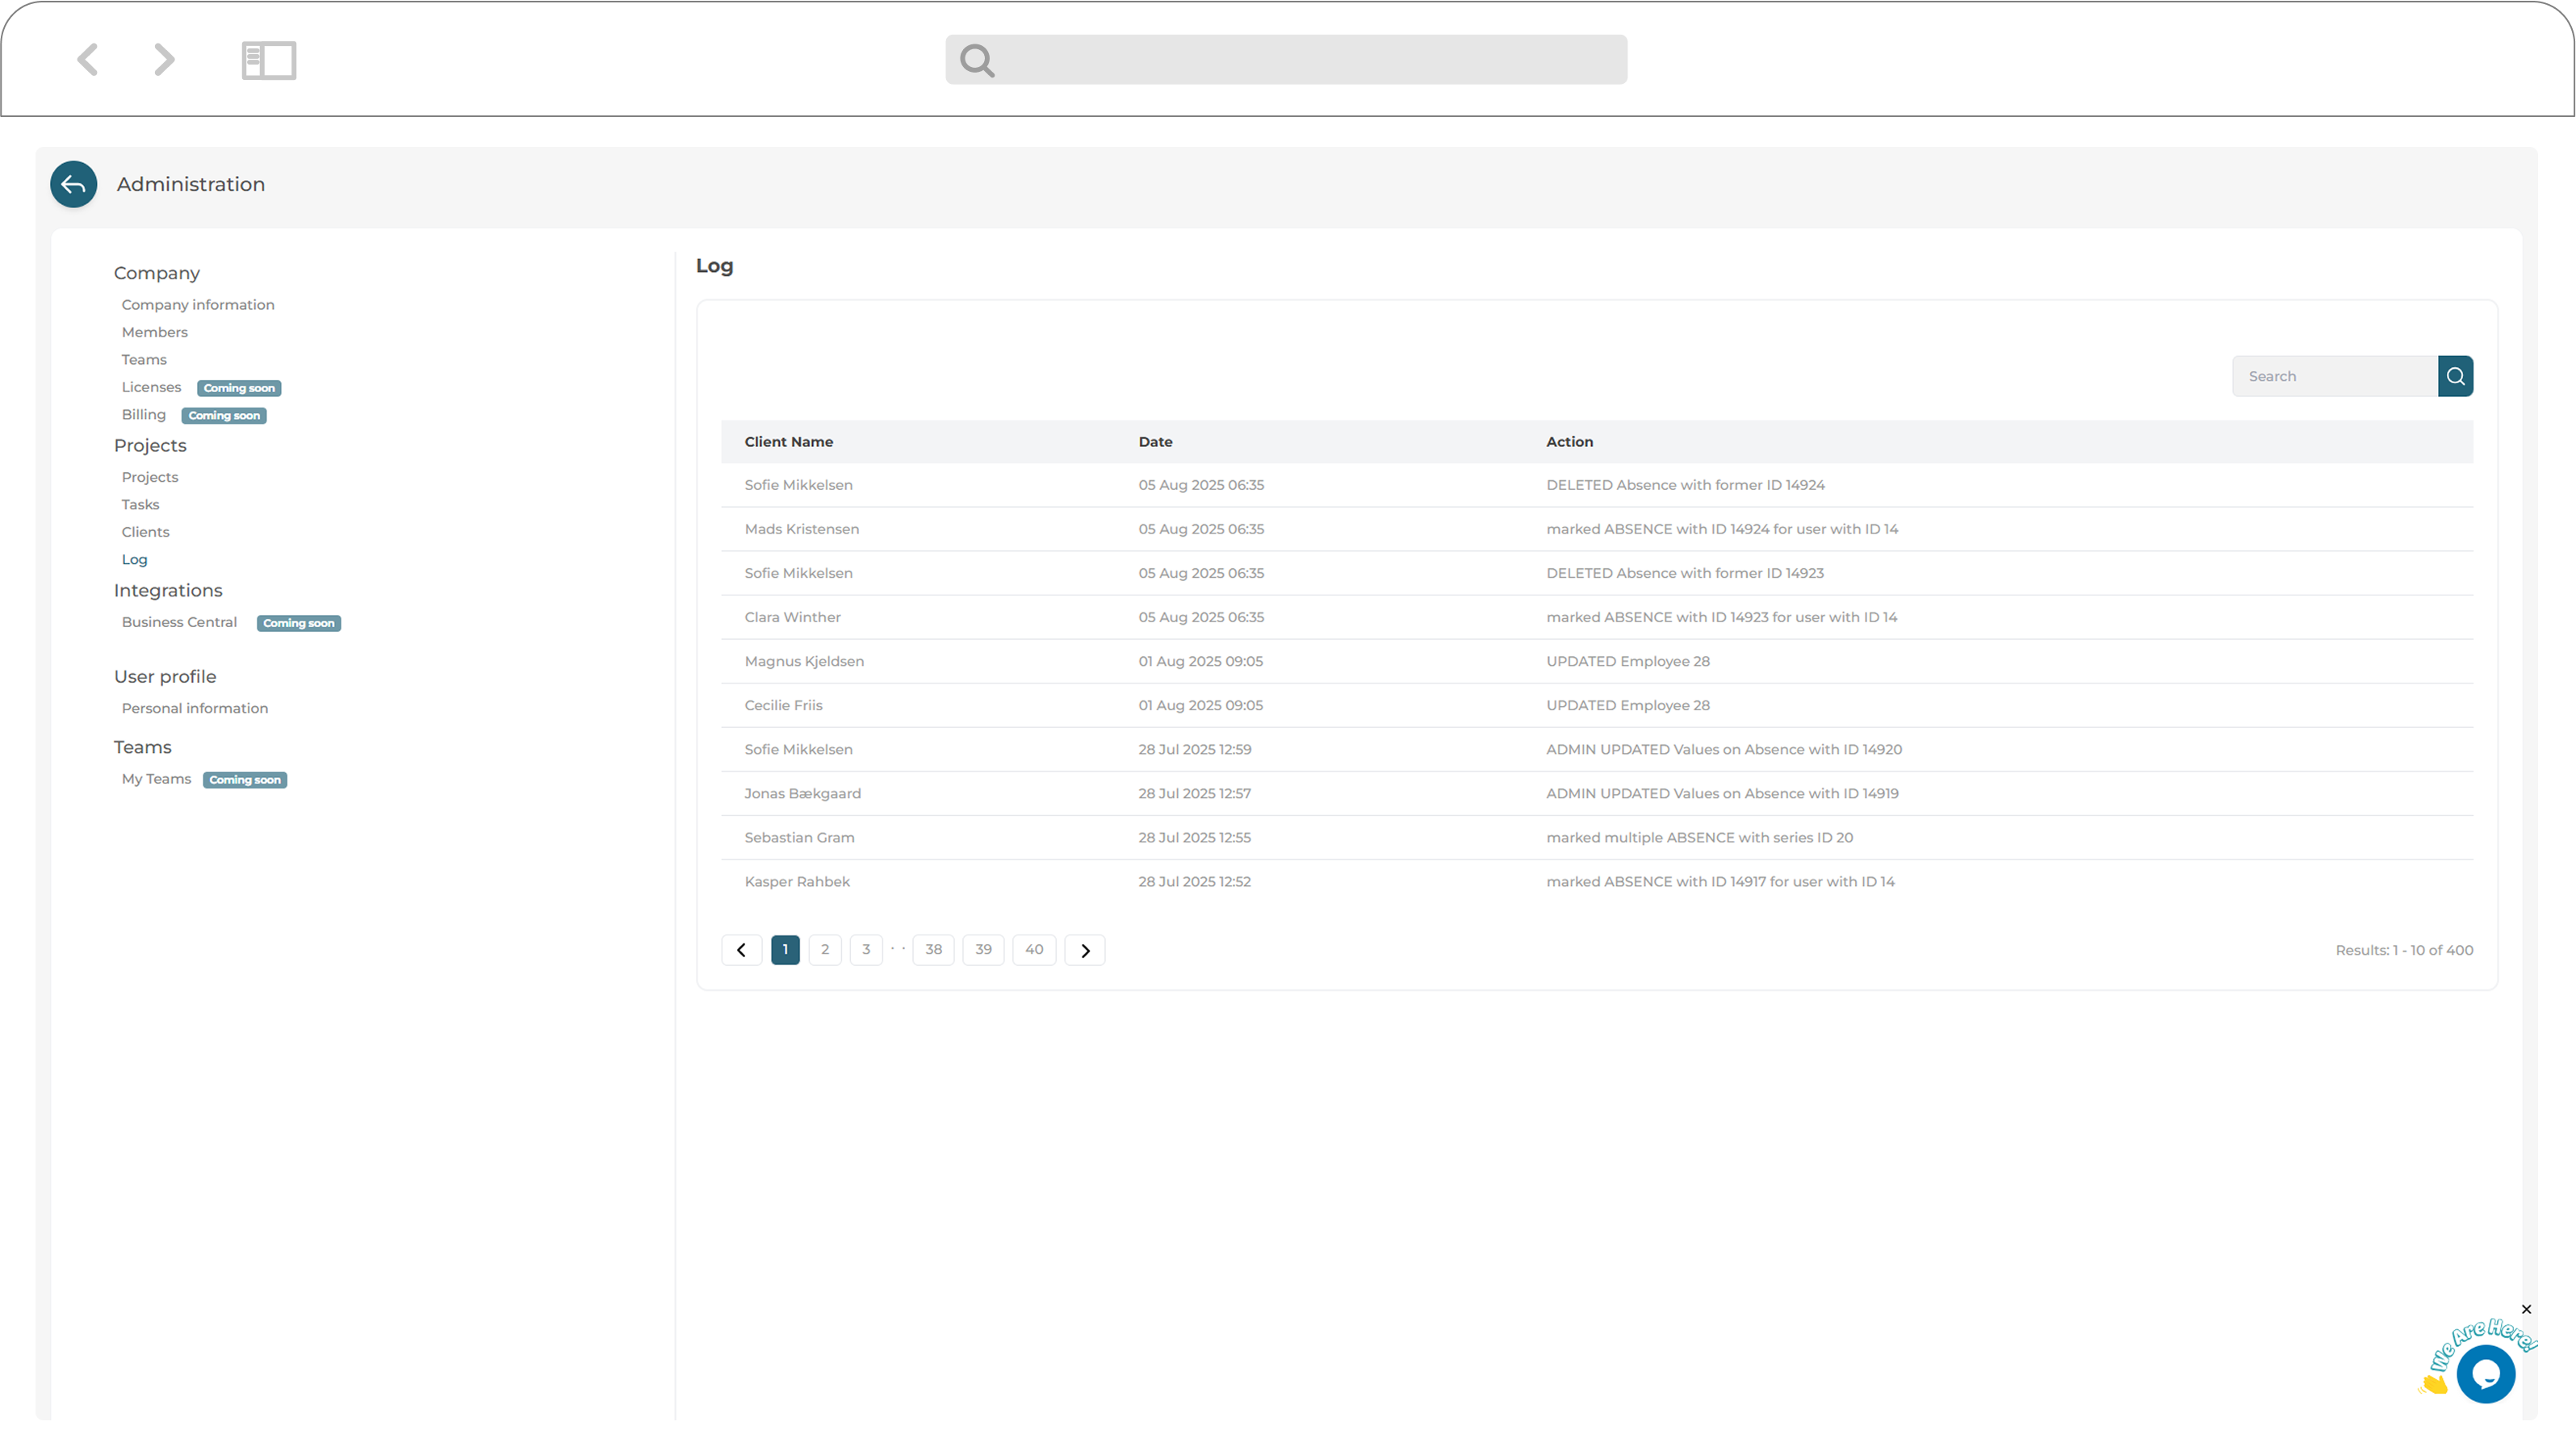 Administration
Company
Company information
Members
Teams
Licenses Coming soon
Billing Coming soon
Projects
Projects
Tasks
Clients
Log
Integrations
Business Central Coming soon
User profile
Personal information
Teams
My Teams Coming soon
Log
Search
Client Name Date Action
Sofie Mikkelsen 05 Aug 2025 06:35 DELETED Absence with former ID 14924
Mads Kristensen 05 Aug 2025 06:35 marked ABSENCE with ID 14924 for user with ID 14
Sofie Mikkelsen 05 Aug 2025 06:35 DELETED Absence with former ID 14923
Clara Winther 05 Aug 2025 06:35 marked ABSENCE with ID 14923 for user with ID 14
Magnus Kjeldsen 01 Aug 2025 09:05 UPDATED Employee 28
Cecilie Friis 01 Aug 2025 09:05 UPDATED Employee 28
Sofie Mikkelsen 28 Jul 2025 12:59 ADMIN UPDATED Values on Absence with ID 14920
Jonas Bækgaard 28 Jul 2025 12:57 ADMIN UPDATED Values on Absence with ID 14919
Sebastian Gram 28 Jul 2025 12:55 marked multiple ABSENCE with series ID 20
Kasper Rahbek 28 Jul 2025 12:52 marked ABSENCE with ID 14917 for user with ID 14
1 2 3 · · 38 39 40
Results: 1 - 10 of 400
We Are Here!